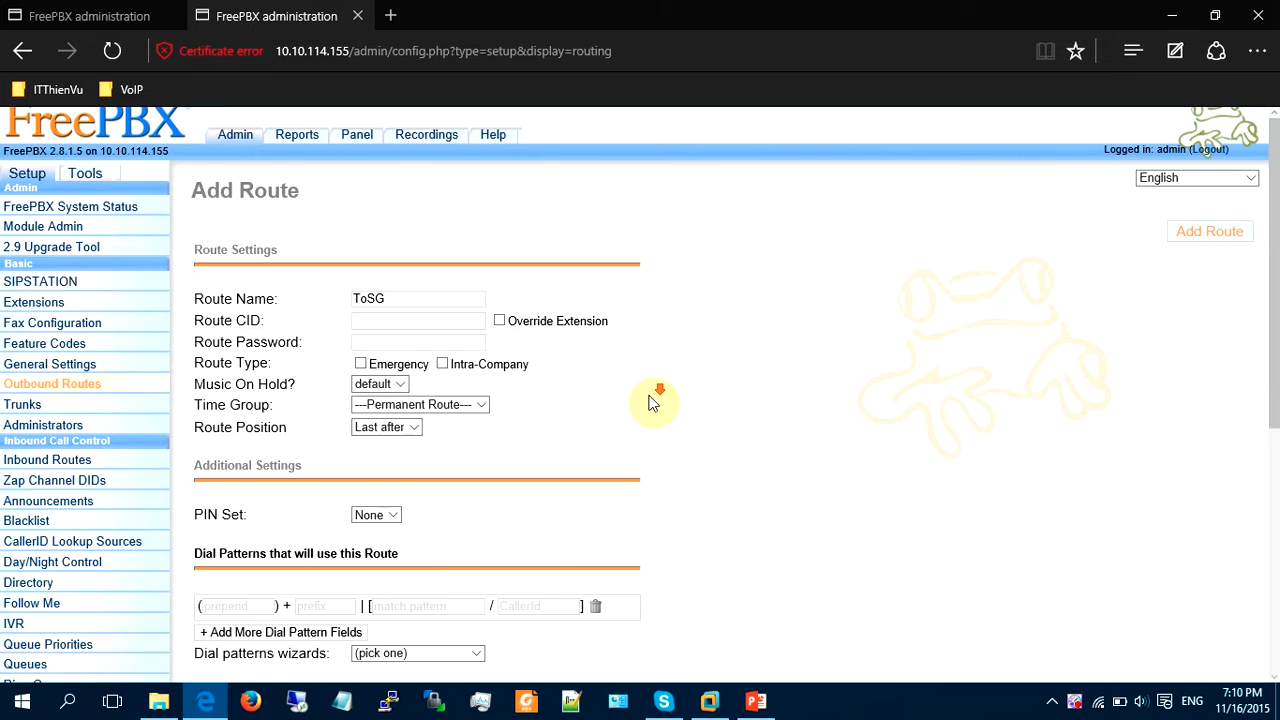 FreePBX administration
FreePBX administration
Certificate error 10.10.114.155/admin/config.php?type=setup&display=routing
ITThienVu
VoIP
FreePBX
Admin
Reports
Panel
Recordings
Help
FreePBX 2.8.1.5 on 10.10.114.155
Logged in: admin (Logout)
Setup
Tools
English
Admin
FreePBX System Status
Module Admin
2.9 Upgrade Tool
Basic
SIPSTATION
Extensions
Fax Configuration
Feature Codes
General Settings
Outbound Routes
Trunks
Administrators
Inbound Call Control
Inbound Routes
Zap Channel DIDs
Announcements
Blacklist
CallerID Lookup Sources
Day/Night Control
Directory
Follow Me
IVR
Queue Priorities
Queues
Add Route
Add Route
Route Settings
Route Name: ToSG
Route CID: Override Extension
Route Password:
Route Type: Emergency Intra-Company
Music On Hold? default
Time Group: ---Permanent Route---
Route Position Last after
Additional Settings
PIN Set: None
Dial Patterns that will use this Route
(prepend) + prefix | [match pattern / CallerId]
+ Add More Dial Pattern Fields
Dial patterns wizards: (pick one)
ENG
7:10 PM
11/16/2015